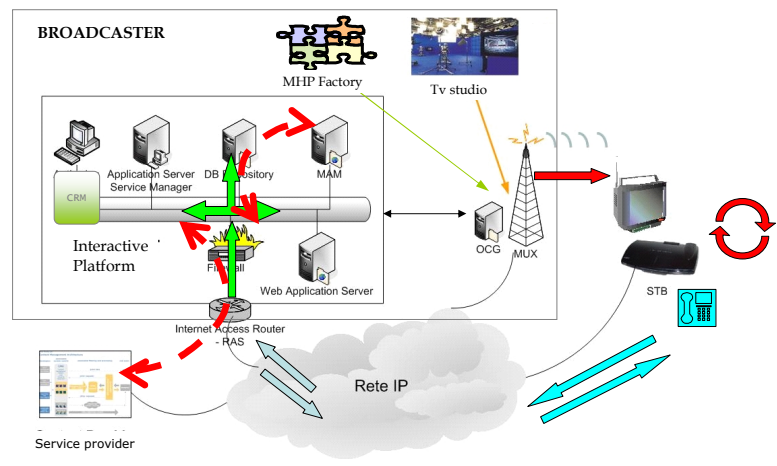 BROADCASTER
MHP Factory
Tv studio
Application Server
Service Manager
DB Repository
MAM
CRM
Interactive
Platform
Firewall
Web Application Server
OCG
MUX
STB
Internet Access Router
- RAS
Rete IP
Service provider